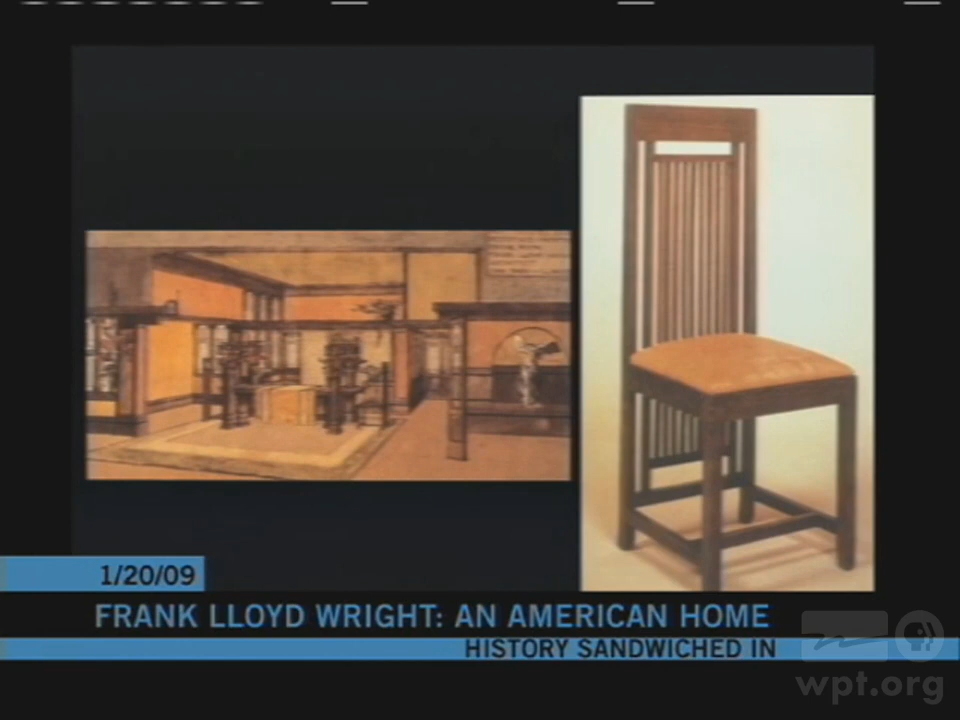 1/20/09
FRANK LLOYD WRIGHT: AN AMERICAN HOME
HISTORY SANDWICHED IN
wpt.org